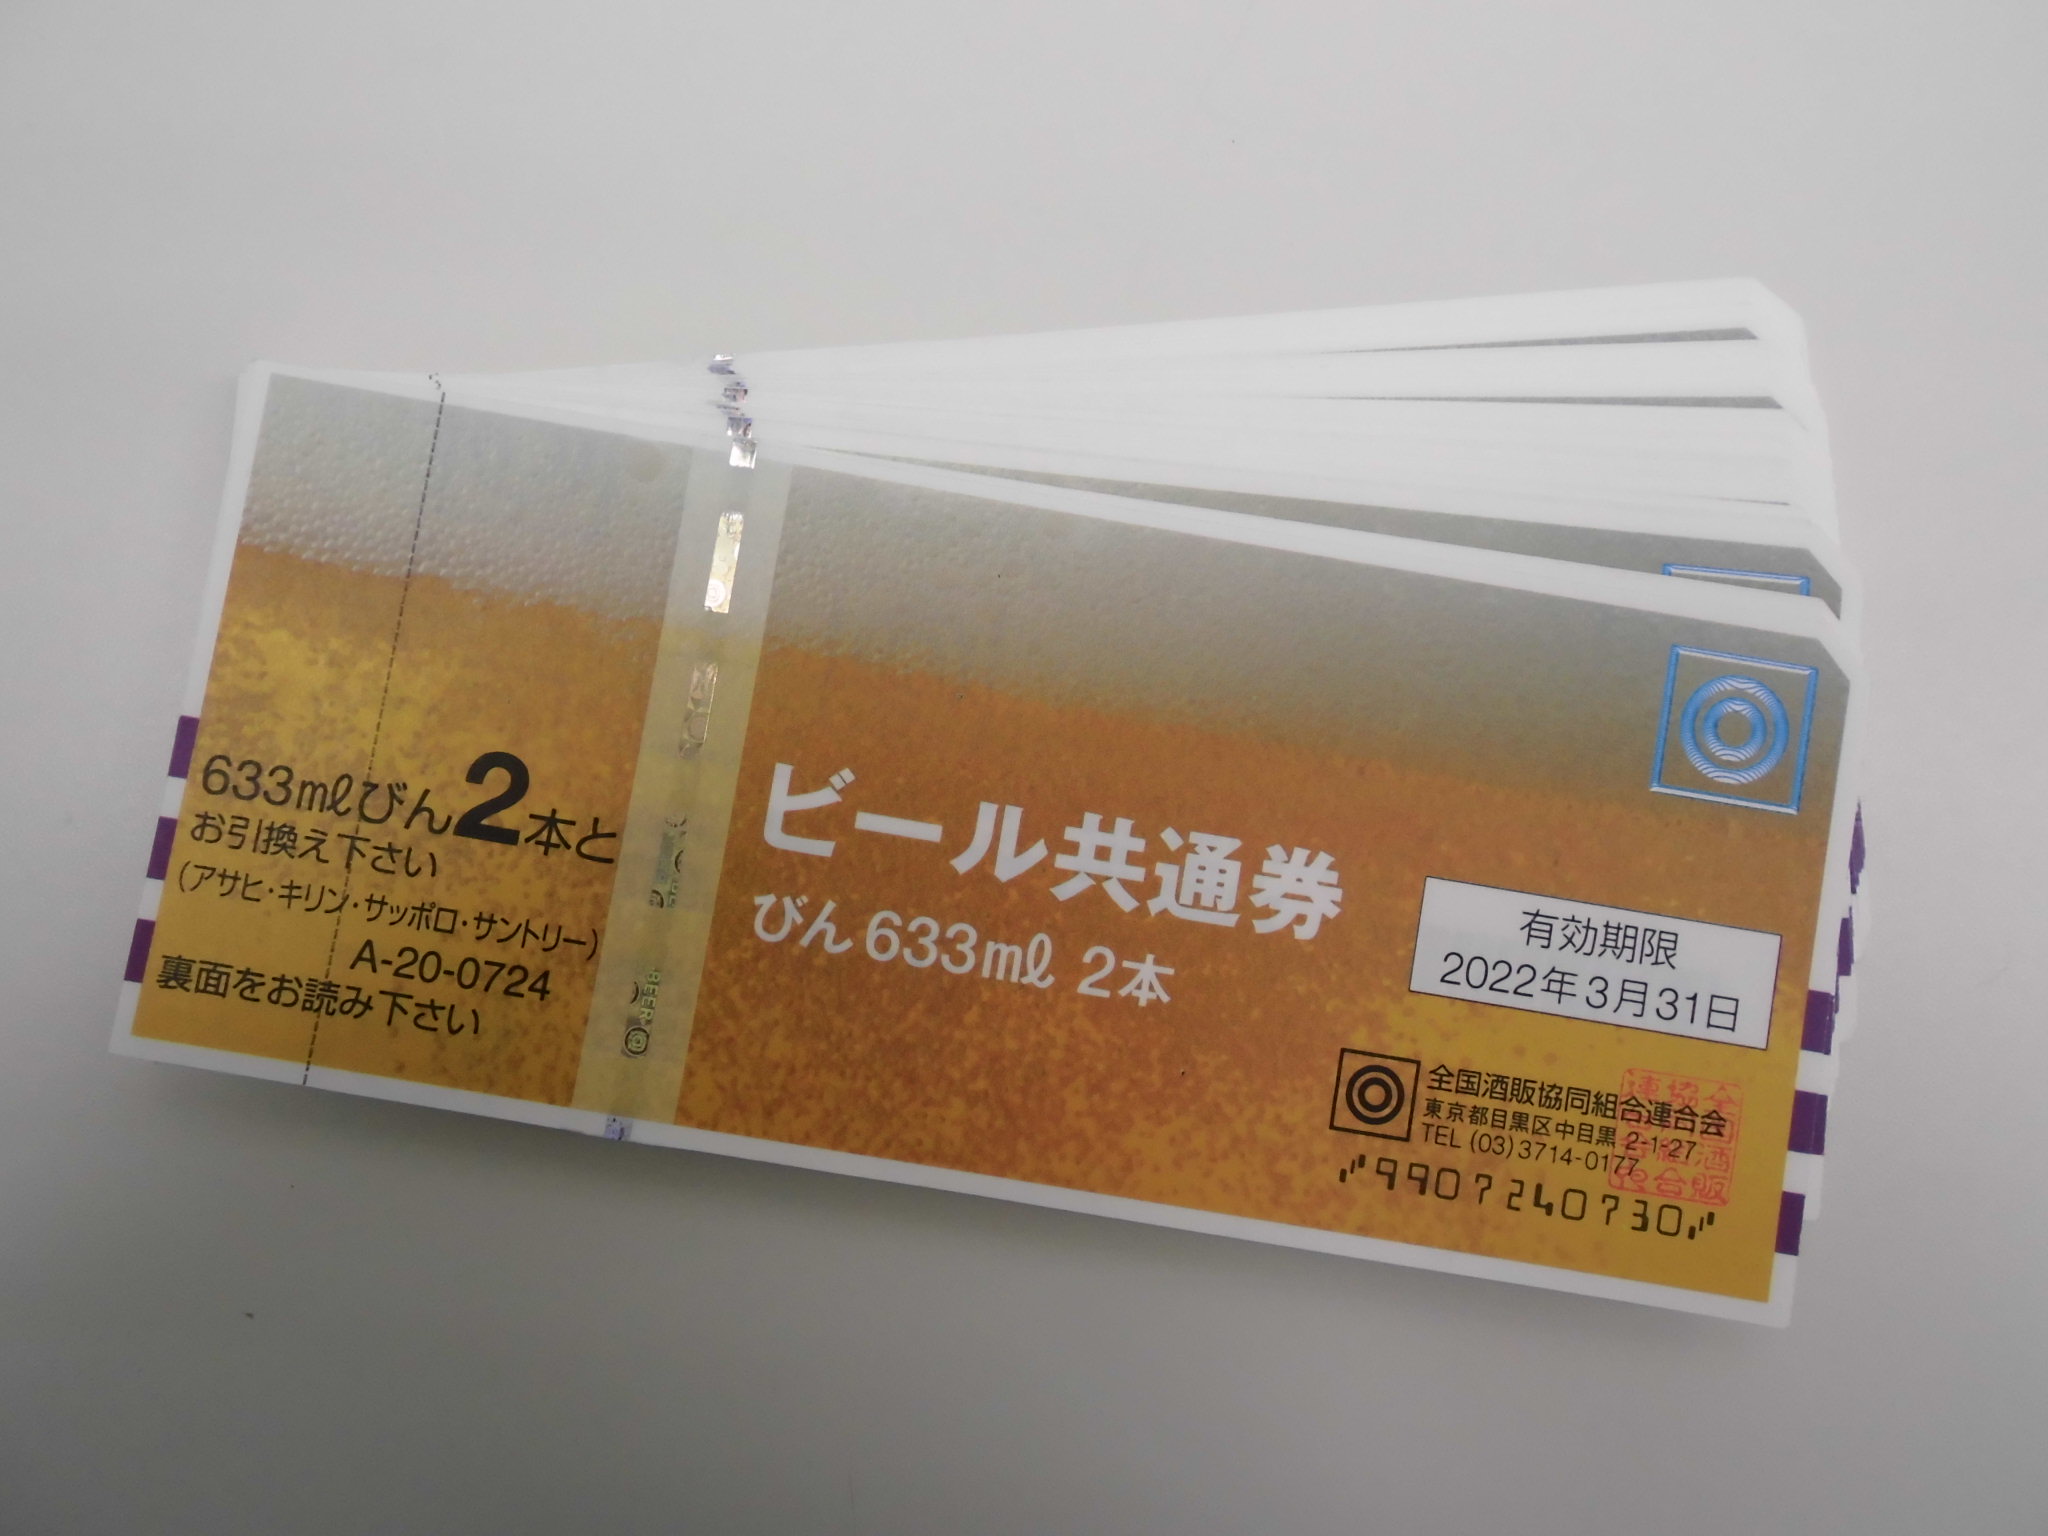 633mlびん2本と
お引換え下さい
(アサヒ・キリン・サッポロ・サントリー)
A-20-0724
裏面をお読み下さい
BEER
ビール共通券
びん633ml 2本
有効期限
2022年3月31日
全国酒販協同組合連合会
東京都目黒区中目黒 2-1-27
TEL (03)3714-0177
9907240730